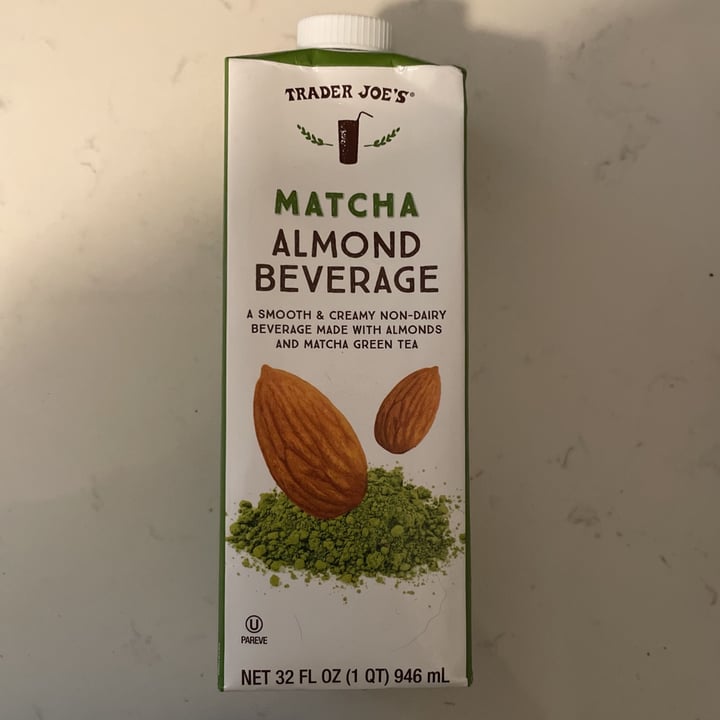 TRADER JOE'S®
MATCHA
ALMOND
BEVERAGE
A SMOOTH & CREAMY NON-DAIRY
BEVERAGE MADE WITH ALMONDS
AND MATCHA GREEN TEA
U
PAREVE
NET 32 FL OZ (1 QT) 946 mL